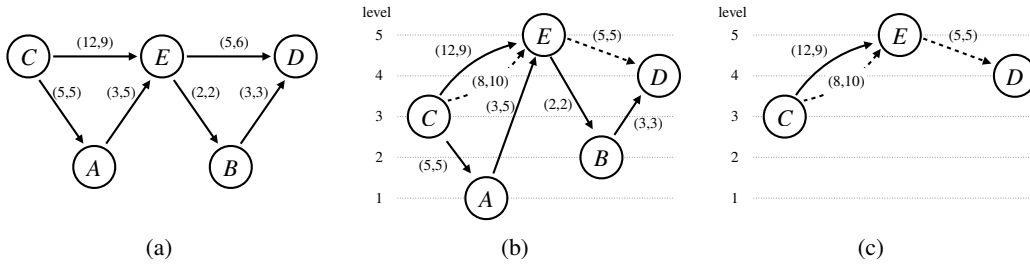 (12,9)
(5,6)
C
E
D
(5,5)
(3,5)
(2,2)
(3,3)
A
B
(a)
level
5
4
3
2
1
(12,9)
E
(5,5)
(8,10)
D
C
(3,5)
(2,2)
(3,3)
(5,5)
B
A
(b)
level
5
4
3
2
1
(12,9)
E
(5,5)
(8,10)
D
C
(c)